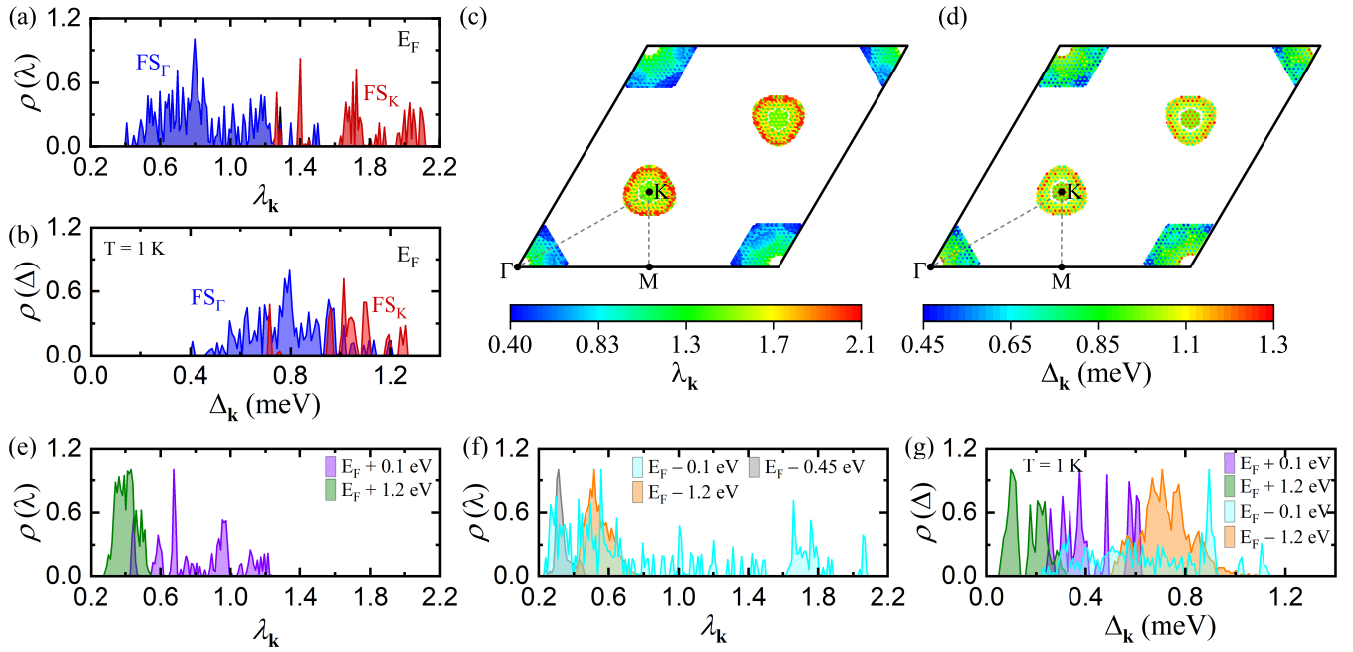 (a)
1.2
0.6
0.0
ρ (λ)
E_F
FS_Γ
FS_K
0.2 0.6 1.0 1.4 1.8 2.2
λ_k
(b)
1.2
0.6
0.0
ρ (Δ)
T = 1 K
E_F
FS_Γ
FS_K
0.0 0.4 0.8 1.2
Δ_k (meV)
(c)
K
Γ
M
0.40 0.83 1.3 1.7 2.1
λ_k
(d)
K
Γ
M
0.45 0.65 0.85 1.1 1.3
Δ_k (meV)
(e)
1.2
0.6
0.0
ρ (λ)
E_F + 0.1 eV
E_F + 1.2 eV
0.2 0.6 1.0 1.4 1.8 2.2
λ_k
(f)
1.2
0.6
0.0
ρ (λ)
E_F − 0.1 eV E_F − 0.45 eV
E_F − 1.2 eV
0.2 0.6 1.0 1.4 1.8 2.2
λ_k
(g)
1.2
0.6
0.0
ρ (Δ)
T = 1 K
E_F + 0.1 eV
E_F + 1.2 eV
E_F − 0.1 eV
E_F − 1.2 eV
0.0 0.4 0.8 1.2
Δ_k (meV)